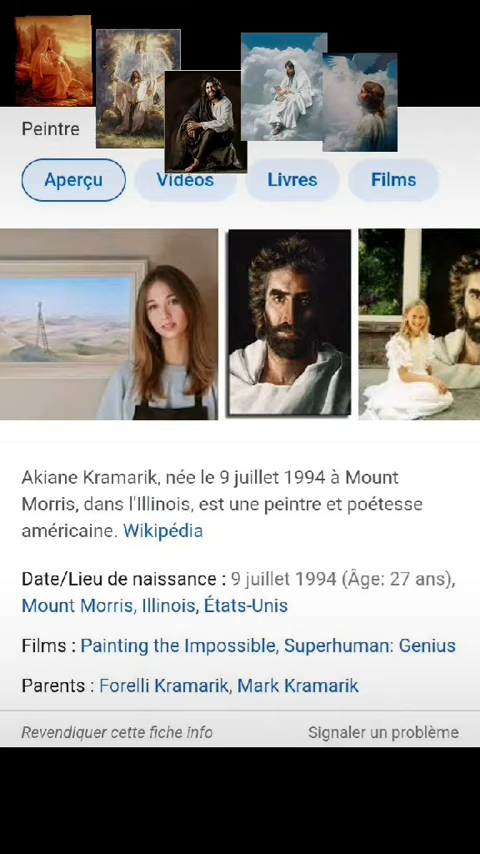 Peintre
Aperçu
Vidéos
Livres
Films
Akiane Kramarik, née le 9 juillet 1994 à Mount
Morris, dans l'Illinois, est une peintre et poétesse
américaine. Wikipédia
Date/Lieu de naissance : 9 juillet 1994 (Âge: 27 ans),
Mount Morris, Illinois, États-Unis
Films : Painting the Impossible, Superhuman: Genius
Parents : Forelli Kramarik, Mark Kramarik
Revendiquer cette fiche info
Signaler un problème